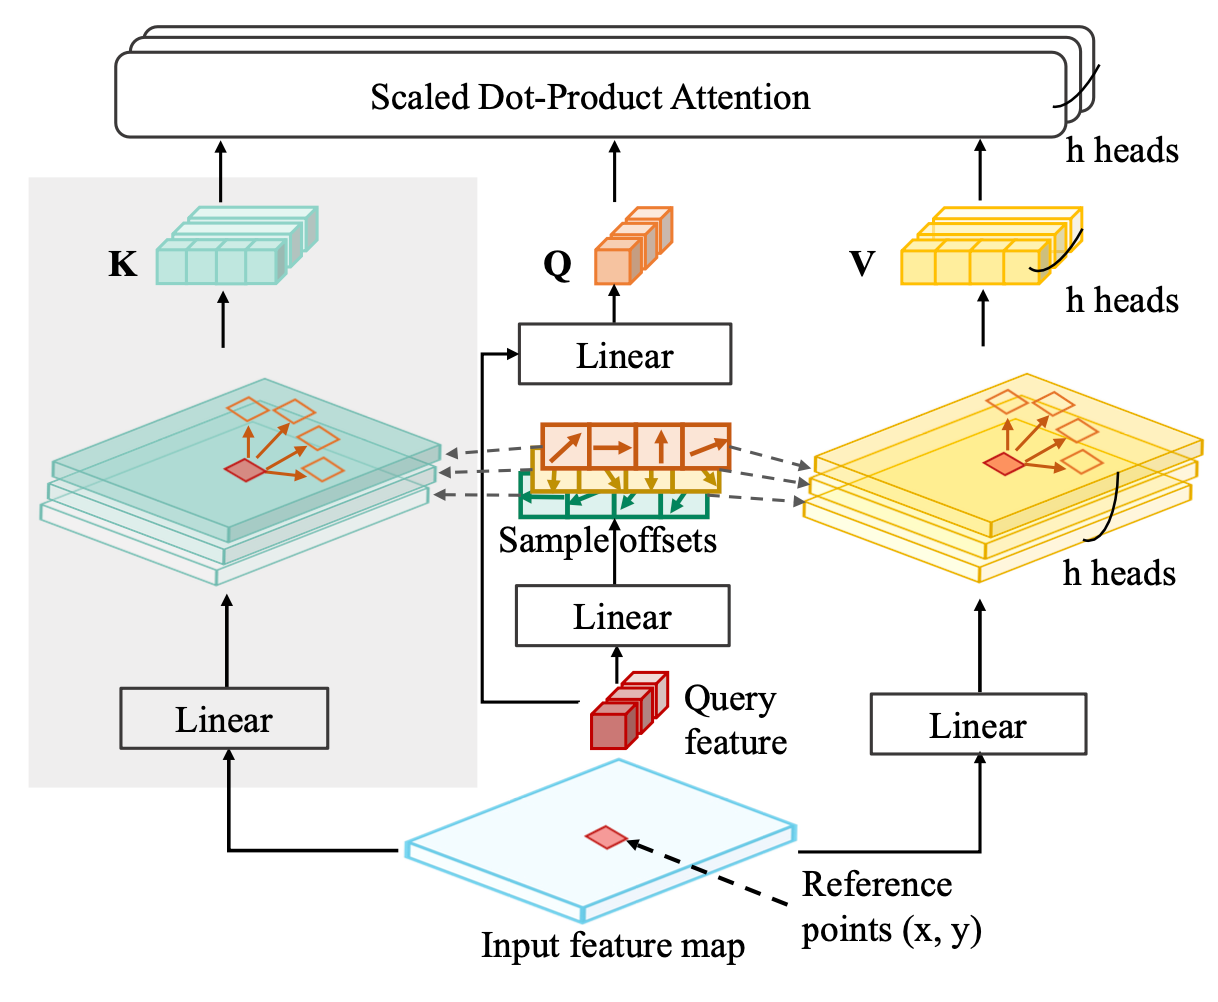 Scaled Dot-Product Attention
h heads
K
Q
V
h heads
Linear
Sample offsets
h heads
Linear
Linear
Query
feature
Linear
Reference
points (x, y)
Input feature map